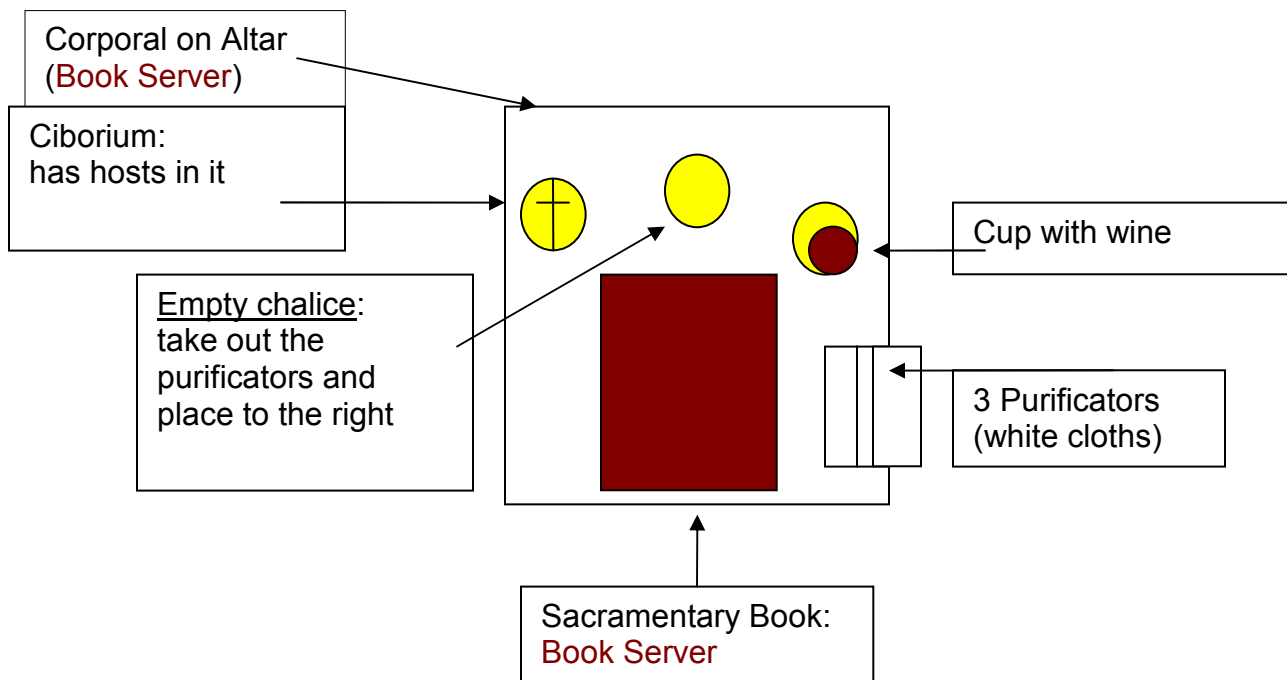 Corporal on Altar
(Book Server)
Ciborium:
has hosts in it
Cup with wine
Empty chalice:
take out the
purificators and
place to the right
3 Purificators
(white cloths)
Sacramentary Book:
Book Server